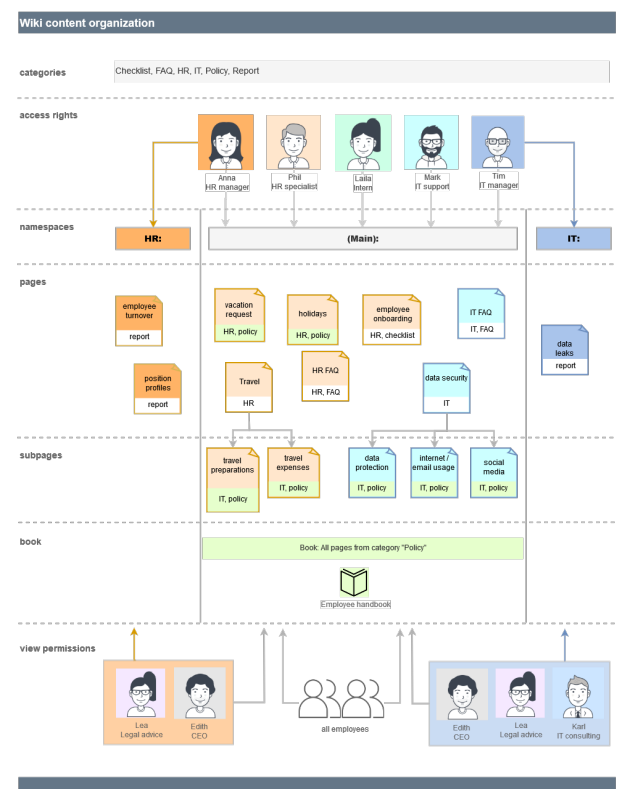 Wiki content organization
categories
Checklist, FAQ, HR, IT, Policy, Report
access rights
Anna
HR manager
Phil
HR specialist
Laila
Intern
Mark
IT support
Tim
IT manager
namespaces
HR:
(Main):
IT:
pages
employee
turnover
report
vacation
request
HR, policy
holidays
HR, policy
employee
onboarding
HR, checklist
IT FAQ
IT, FAQ
data
leaks
report
position
profiles
report
Travel
HR
HR FAQ
HR, FAQ
data security
IT
subpages
travel
preparations
IT, policy
travel
expenses
IT, policy
data
protection
IT, policy
internet /
email usage
IT, policy
social
media
IT, policy
book
Book: All pages from category "Policy"
Employee handbook
view permissions
Lea
Legal advice
Edith
CEO
all employees
Edith
CEO
Lea
Legal advice
Karl
IT consulting